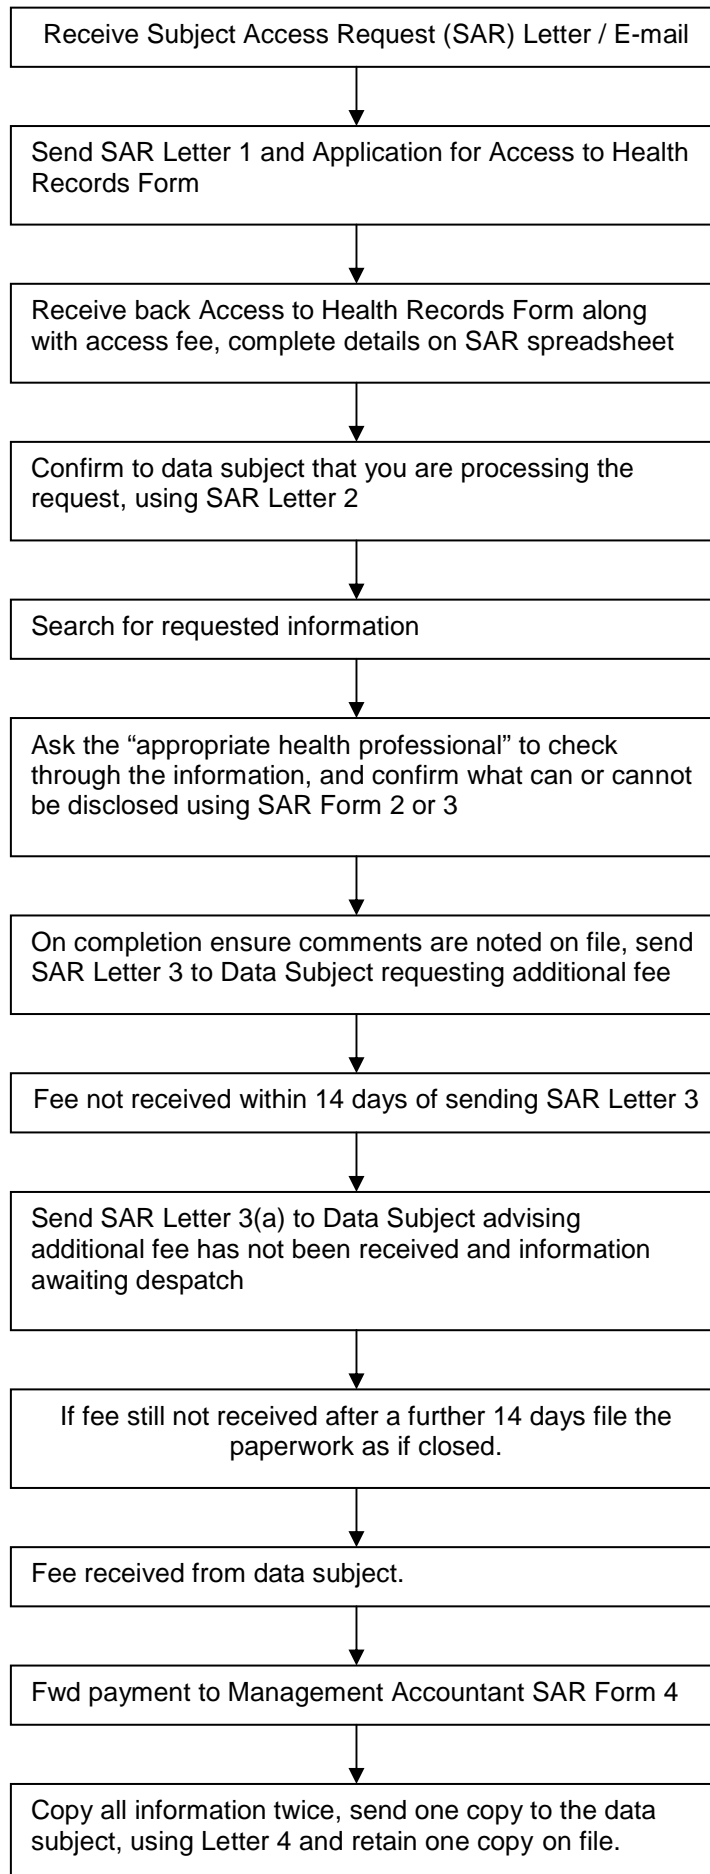 Receive Subject Access Request (SAR) Letter / E-mail
Send SAR Letter 1 and Application for Access to Health
Records Form
Receive back Access to Health Records Form along
with access fee, complete details on SAR spreadsheet
Confirm to data subject that you are processing the
request, using SAR Letter 2
Search for requested information
Ask the “appropriate health professional” to check
through the information, and confirm what can or cannot
be disclosed using SAR Form 2 or 3
On completion ensure comments are noted on file, send
SAR Letter 3 to Data Subject requesting additional fee
Fee not received within 14 days of sending SAR Letter 3
Send SAR Letter 3(a) to Data Subject advising
additional fee has not been received and information
awaiting despatch
If fee still not received after a further 14 days file the
paperwork as if closed.
Fee received from data subject.
Fwd payment to Management Accountant SAR Form 4
Copy all information twice, send one copy to the data
subject, using Letter 4 and retain one copy on file.